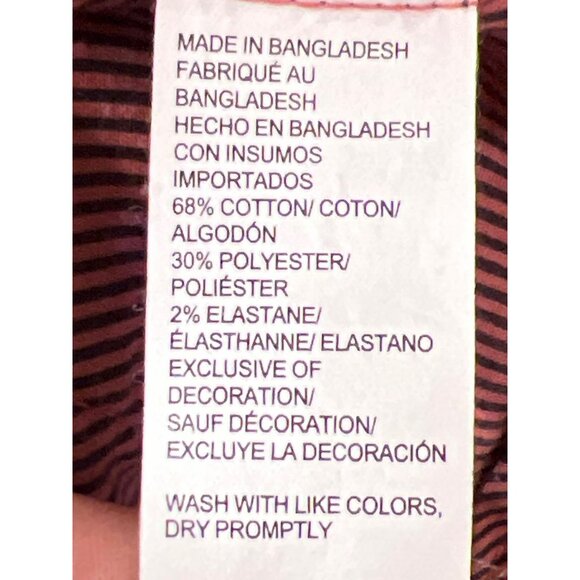 MADE IN BANGLADESH
FABRIQUÉ AU
BANGLADESH
HECHO EN BANGLADESH
CON INSUMOS
IMPORTADOS
68% COTTON/ COTON/
ALGODÓN
30% POLYESTER/
POLIÉSTER
2% ELASTANE/
ÉLASTHANNE/ ELASTANO
EXCLUSIVE OF
DECORATION/
SAUF DÉCORATION/
EXCLUYE LA DECORACIÓN
WASH WITH LIKE COLORS,
DRY PROMPTLY